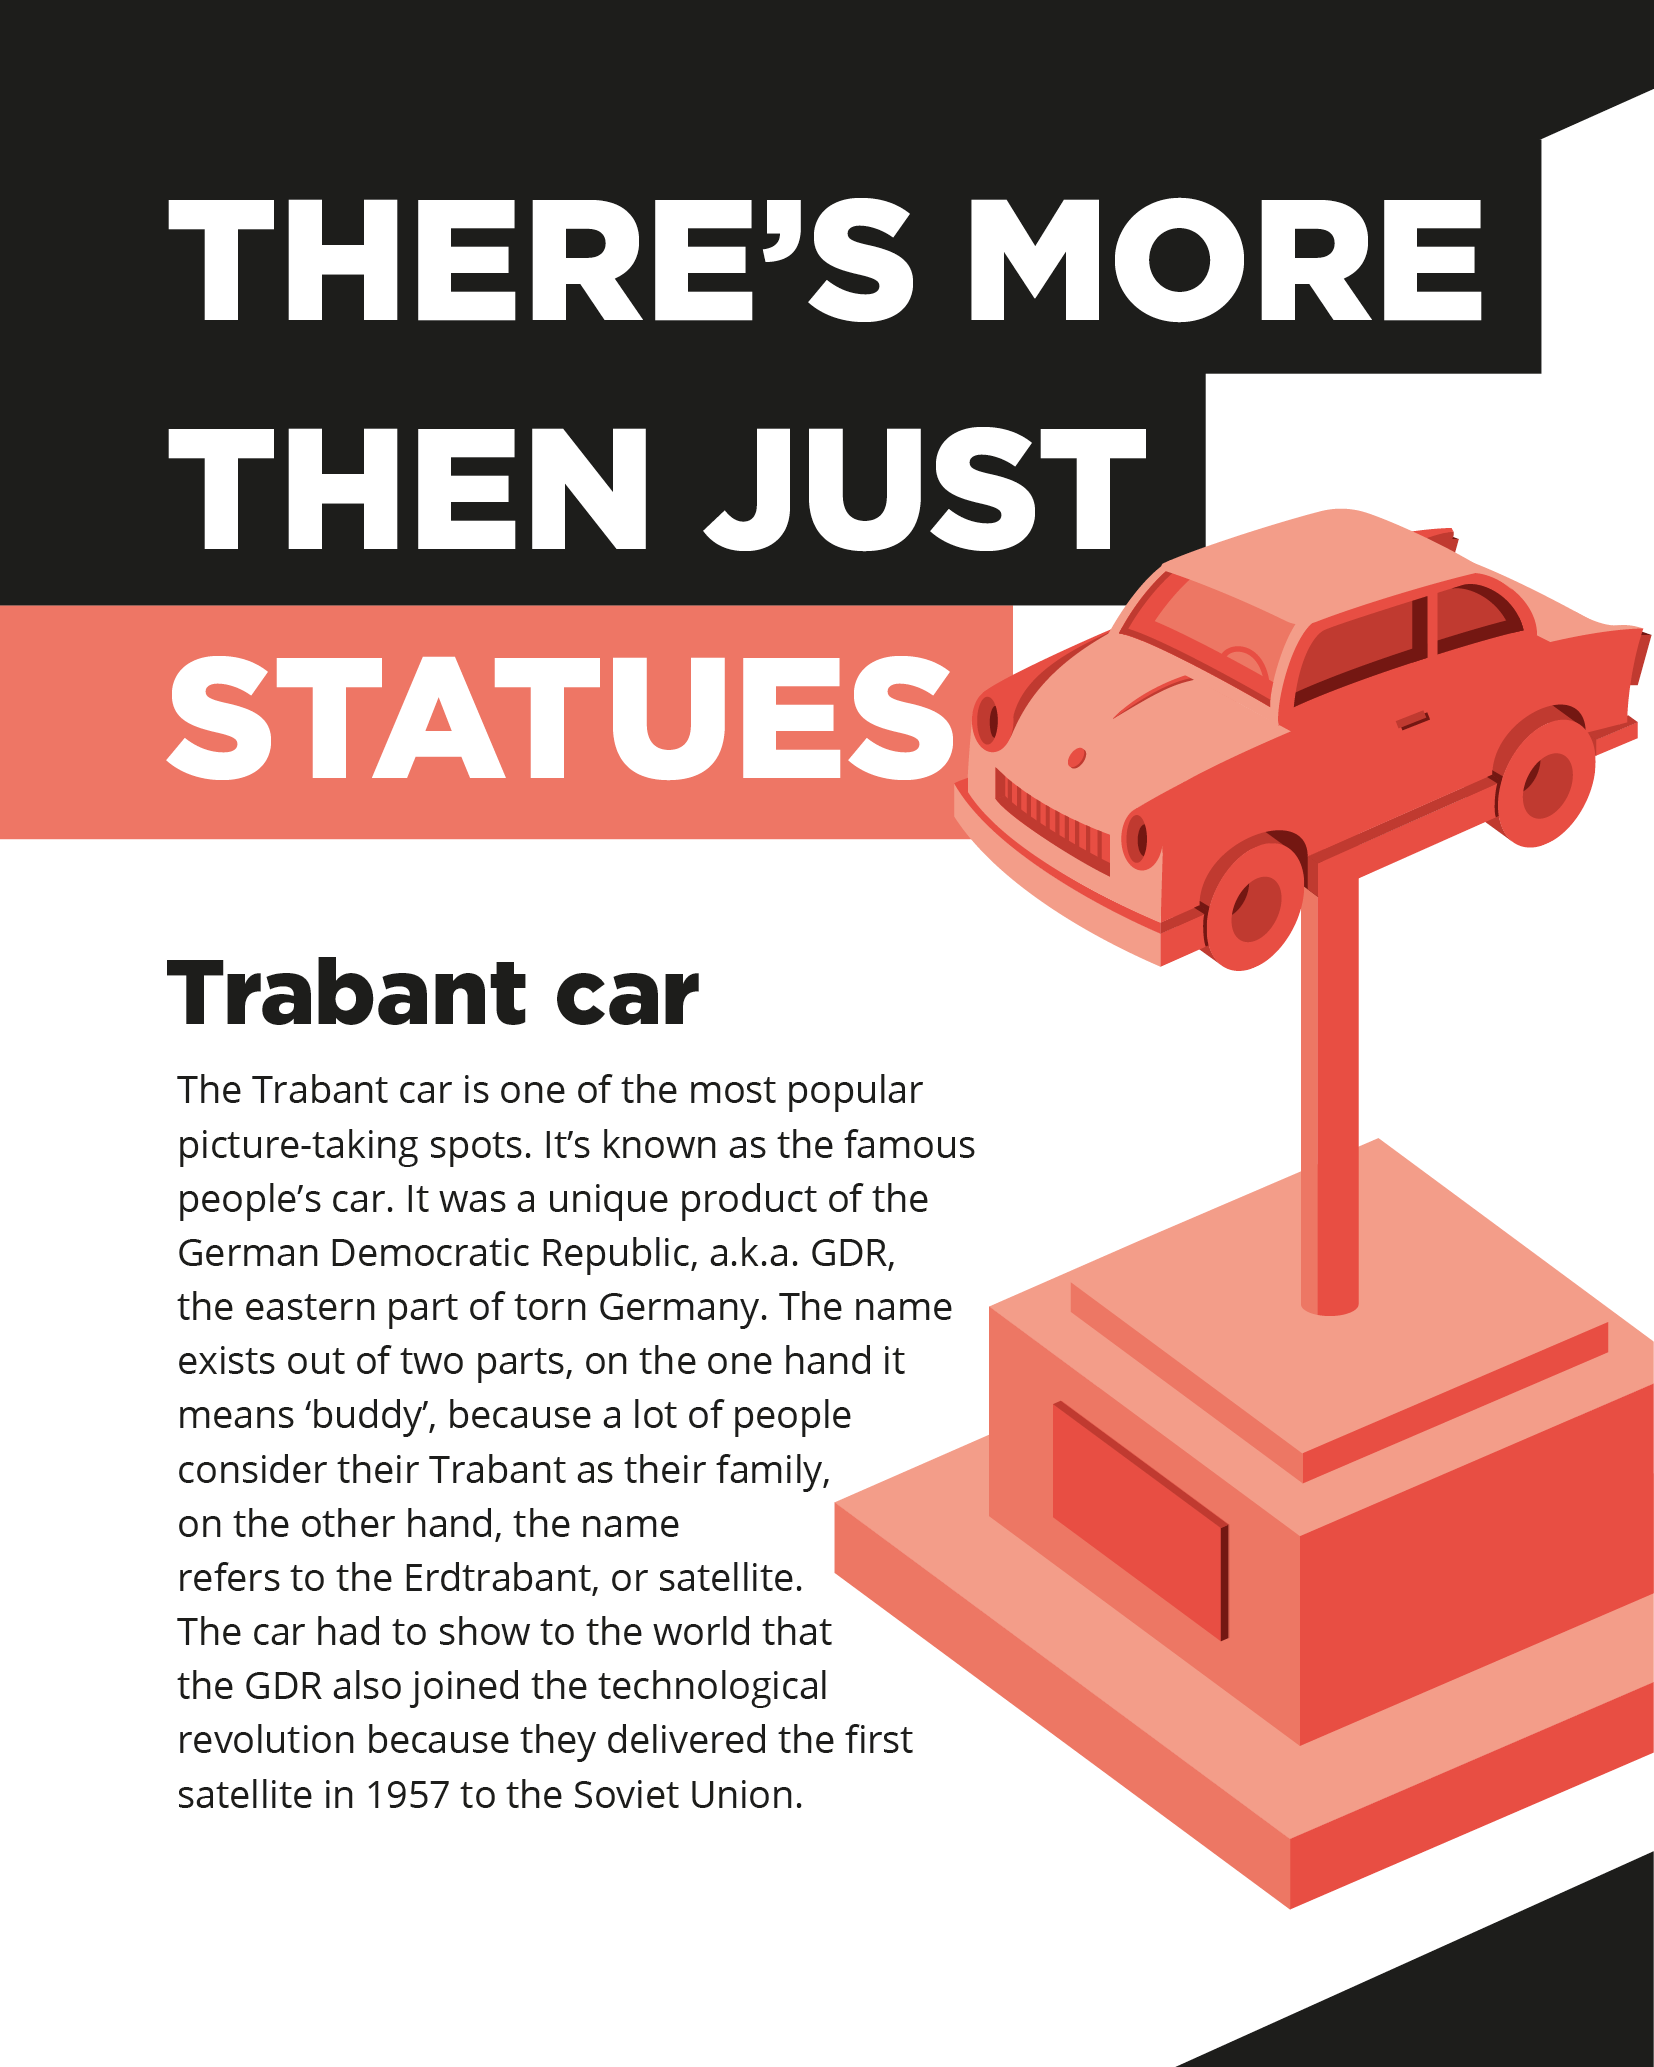 THERE’S MORE
THEN JUST
STATUES
Trabant car
The Trabant car is one of the most popular
picture-taking spots. It’s known as the famous
people’s car. It was a unique product of the
German Democratic Republic, a.k.a. GDR,
the eastern part of torn Germany. The name
exists out of two parts, on the one hand it
means ‘buddy’, because a lot of people
consider their Trabant as their family,
on the other hand, the name
refers to the Erdtrabant, or satellite.
The car had to show to the world that
the GDR also joined the technological
revolution because they delivered the first
satellite in 1957 to the Soviet Union.